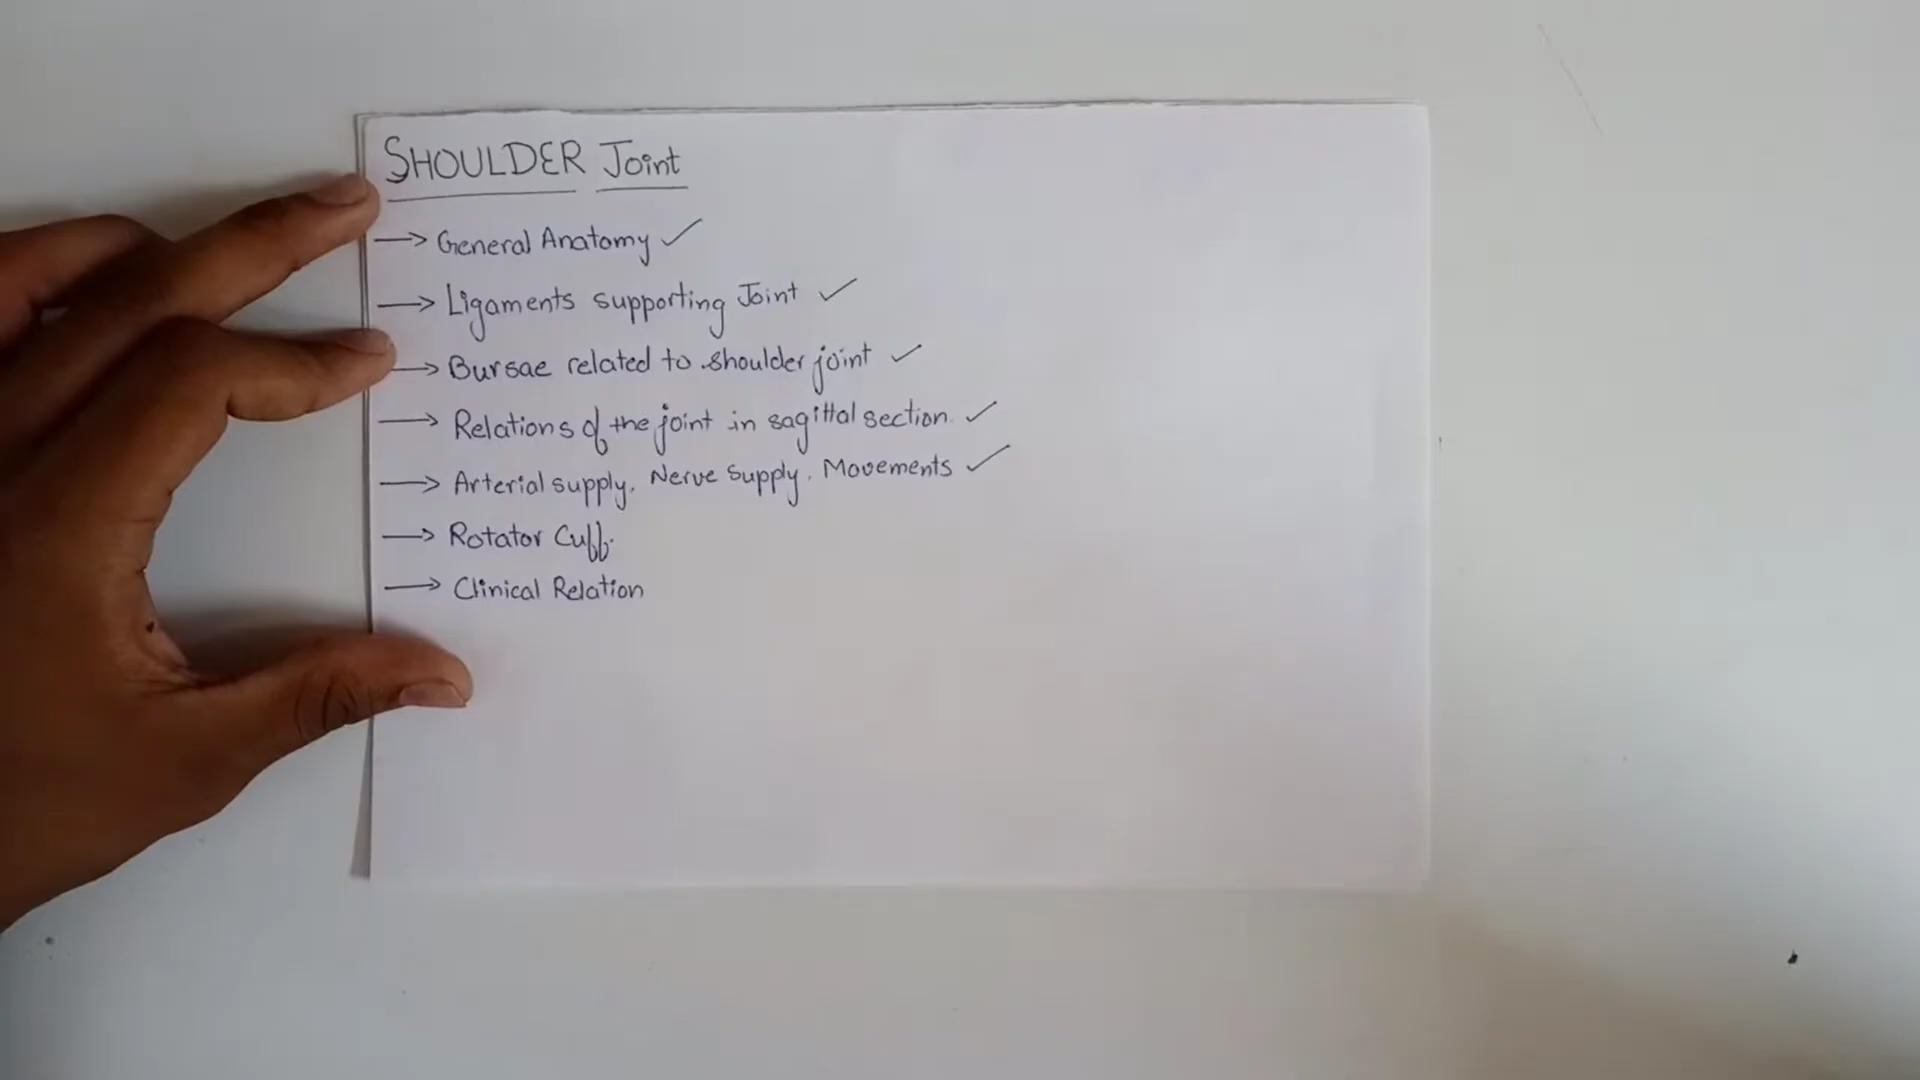 SHOULDER Joint
→ General Anatomy ✓
→ Ligaments supporting Joint ✓
→ Bursae related to shoulder joint ✓
→ Relations of the joint in sagittal section. ✓
→ Arterial supply, Nerve supply, Movements ✓
→ Rotator Cuff.
→ Clinical Relation